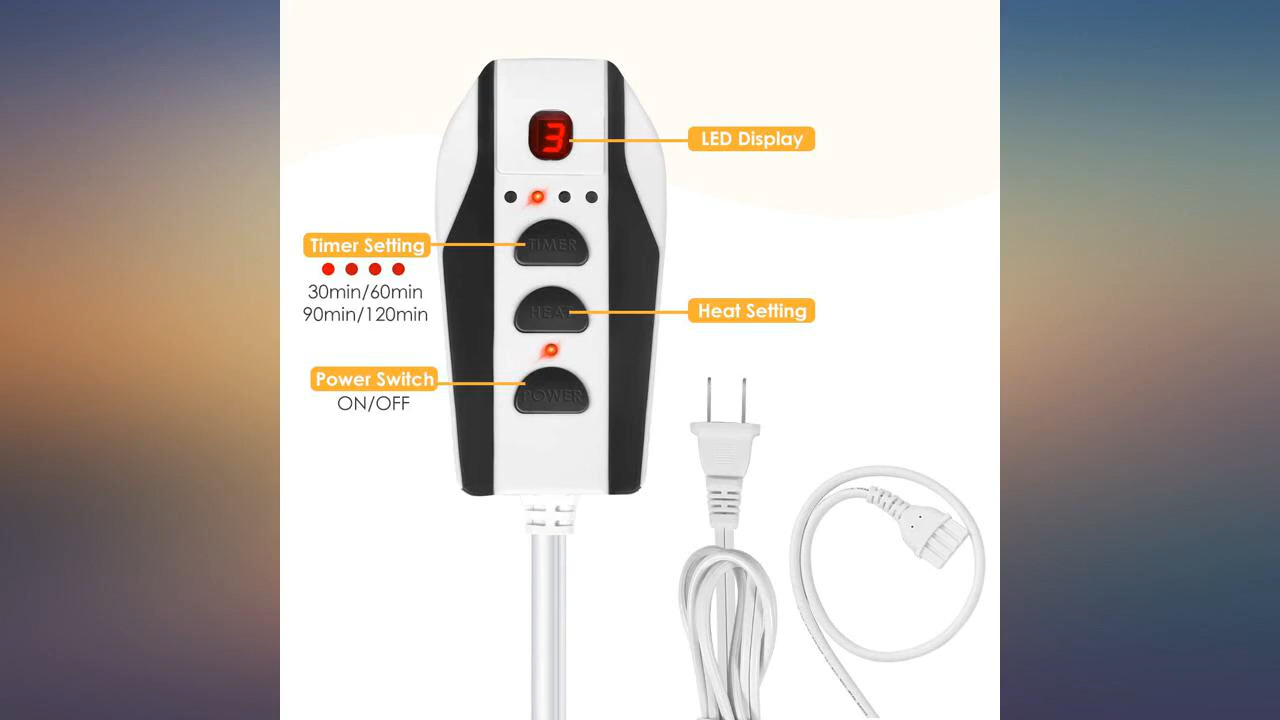 3
LED Display
TIMER
Timer Setting
30min/60min
90min/120min
HEAT
Heat Setting
Power Switch
ON/OFF
POWER